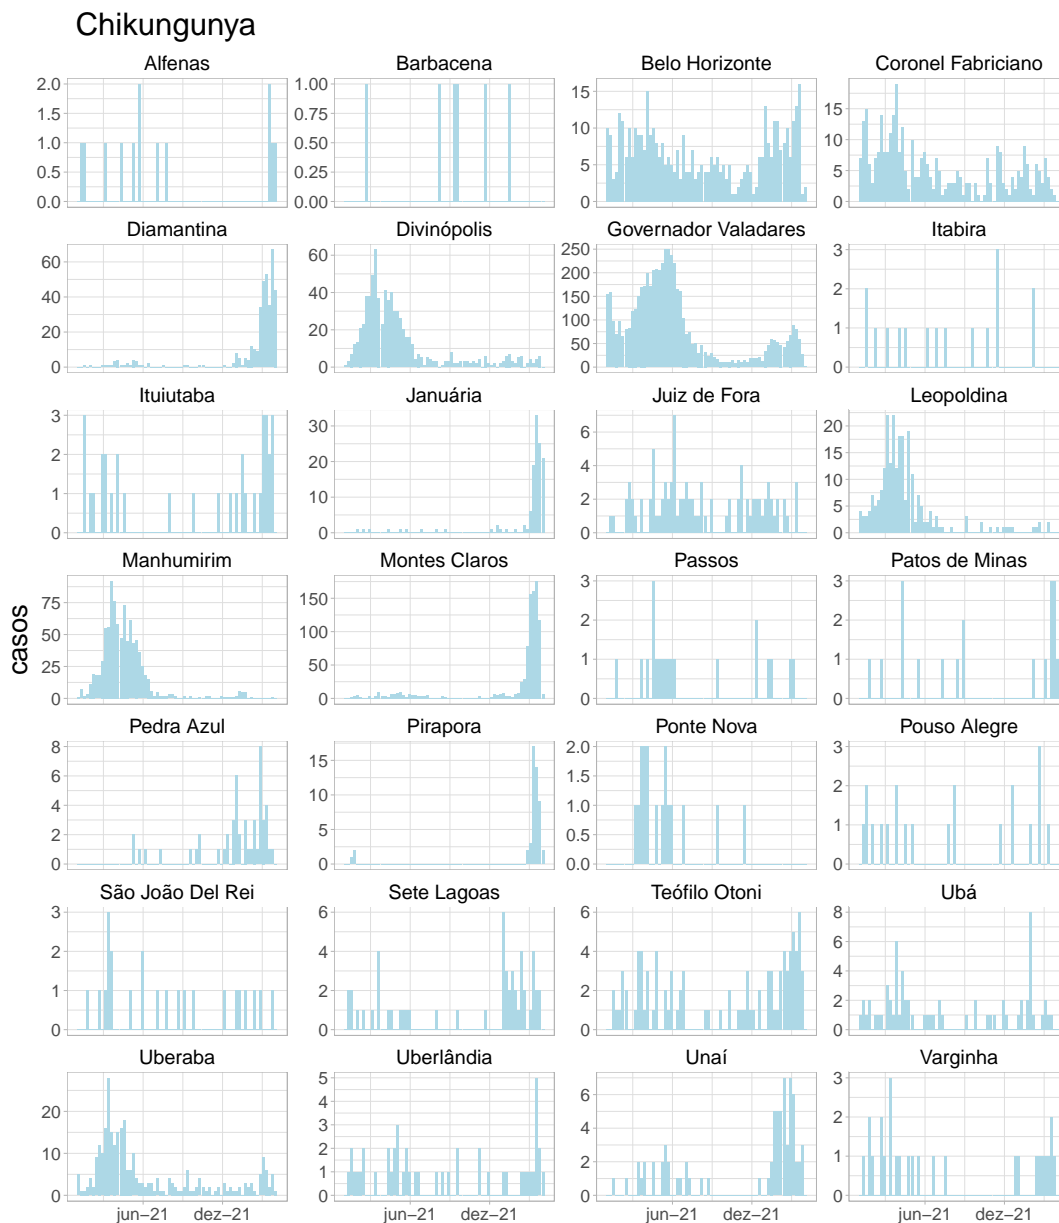 Chikungunya
Alfenas Barbacena Belo Horizonte Coronel Fabriciano
2.0 1.5 1.0 0.5 0.0
1.00 0.75 0.50 0.25 0.00
15 10 5 0
15 10 5 0
Diamantina Divinópolis Governador Valadares Itabira
60 40 20 0
60 40 20 0
250 200 150 100 50 0
3 2 1 0
Ituiutaba Januária Juiz de Fora Leopoldina
3 2 1 0
30 20 10 0
6 4 2 0
20 15 10 5 0
Manhumirim Montes Claros Passos Patos de Minas
75 50 25 0
150 100 50 0
3 2 1 0
3 2 1 0
casos
Pedra Azul Pirapora Ponte Nova Pouso Alegre
8 6 4 2 0
15 10 5 0
2.0 1.5 1.0 0.5 0.0
3 2 1 0
São João Del Rei Sete Lagoas Teófilo Otoni Ubá
3 2 1 0
6 4 2 0
6 4 2 0
8 6 4 2 0
Uberaba Uberlândia Unaí Varginha
20 10 0
5 4 3 2 1 0
6 4 2 0
3 2 1 0
jun–21 dez–21 jun–21 dez–21 jun–21 dez–21 jun–21 dez–21